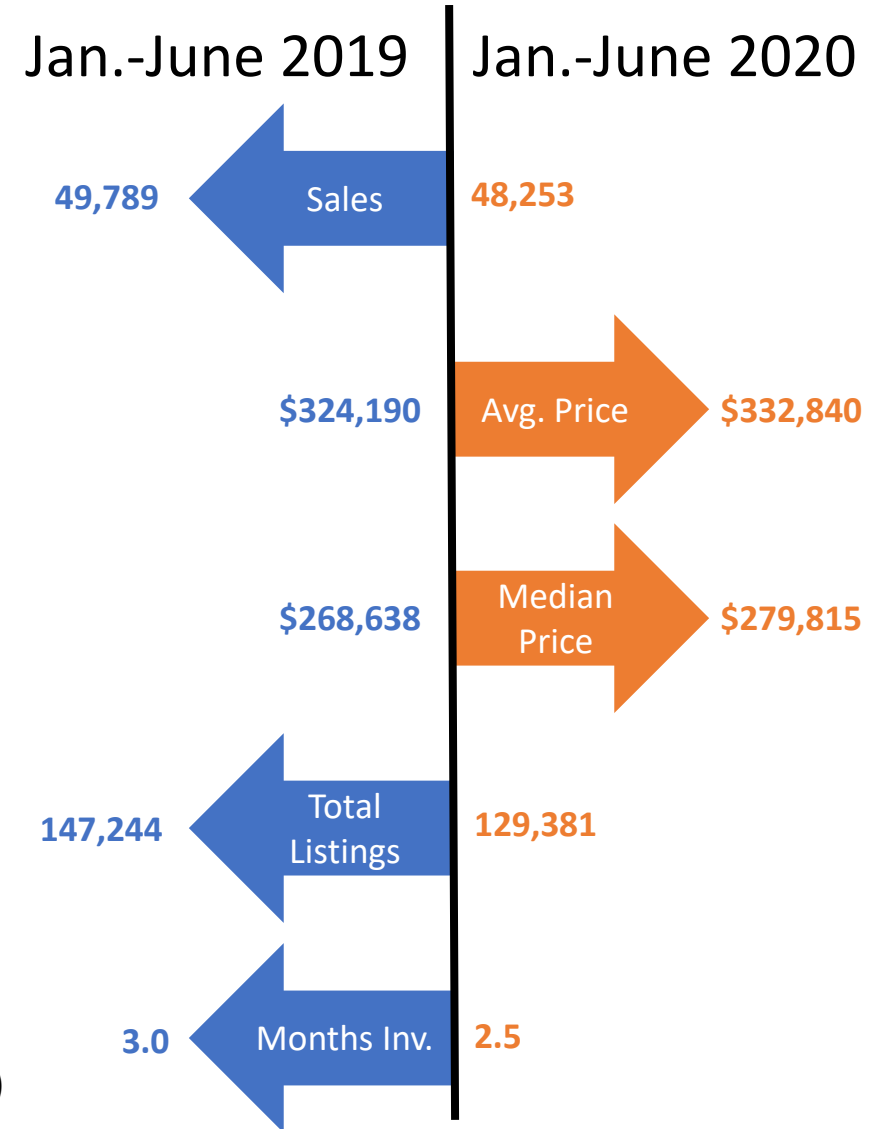 Jan.-June 2019 Jan.-June 2020
49,789 Sales 48,253
$324,190 Avg. Price $332,840
$268,638 Median Price $279,815
147,244 Total Listings 129,381
3.0 Months Inv. 2.5
)